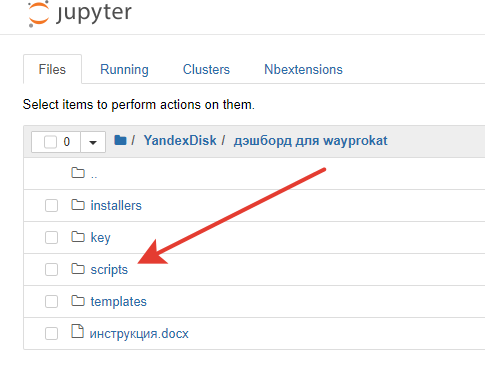 jupyter
Files Running Clusters Nbextensions
Select items to perform actions on them.
0 / YandexDisk / дэшборд для wayprokat
..
installers
key
scripts
templates
инструкция.docx